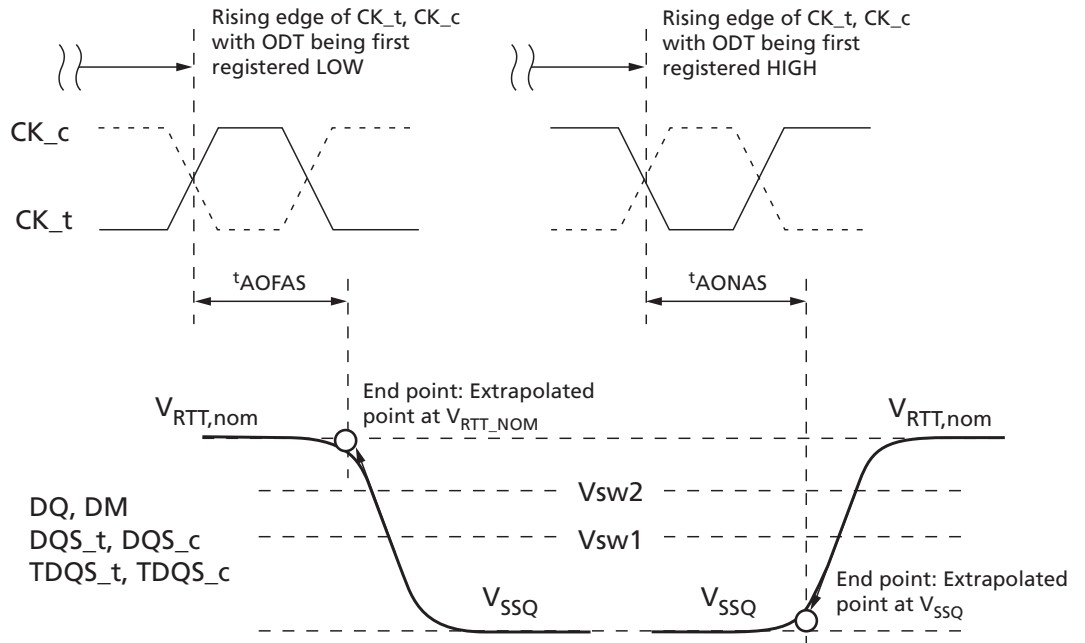 Rising edge of CK_t, CK_c
with ODT being first
registered LOW
Rising edge of CK_t, CK_c
with ODT being first
registered HIGH
CK_c
CK_t
tAOFAS
tAONAS
End point: Extrapolated
point at VRTT_NOM
VRTT,nom
VRTT,nom
Vsw2
DQ, DM
DQS_t, DQS_c
TDQS_t, TDQS_c
Vsw1
VSSQ
VSSQ
End point: Extrapolated
point at VSSQ